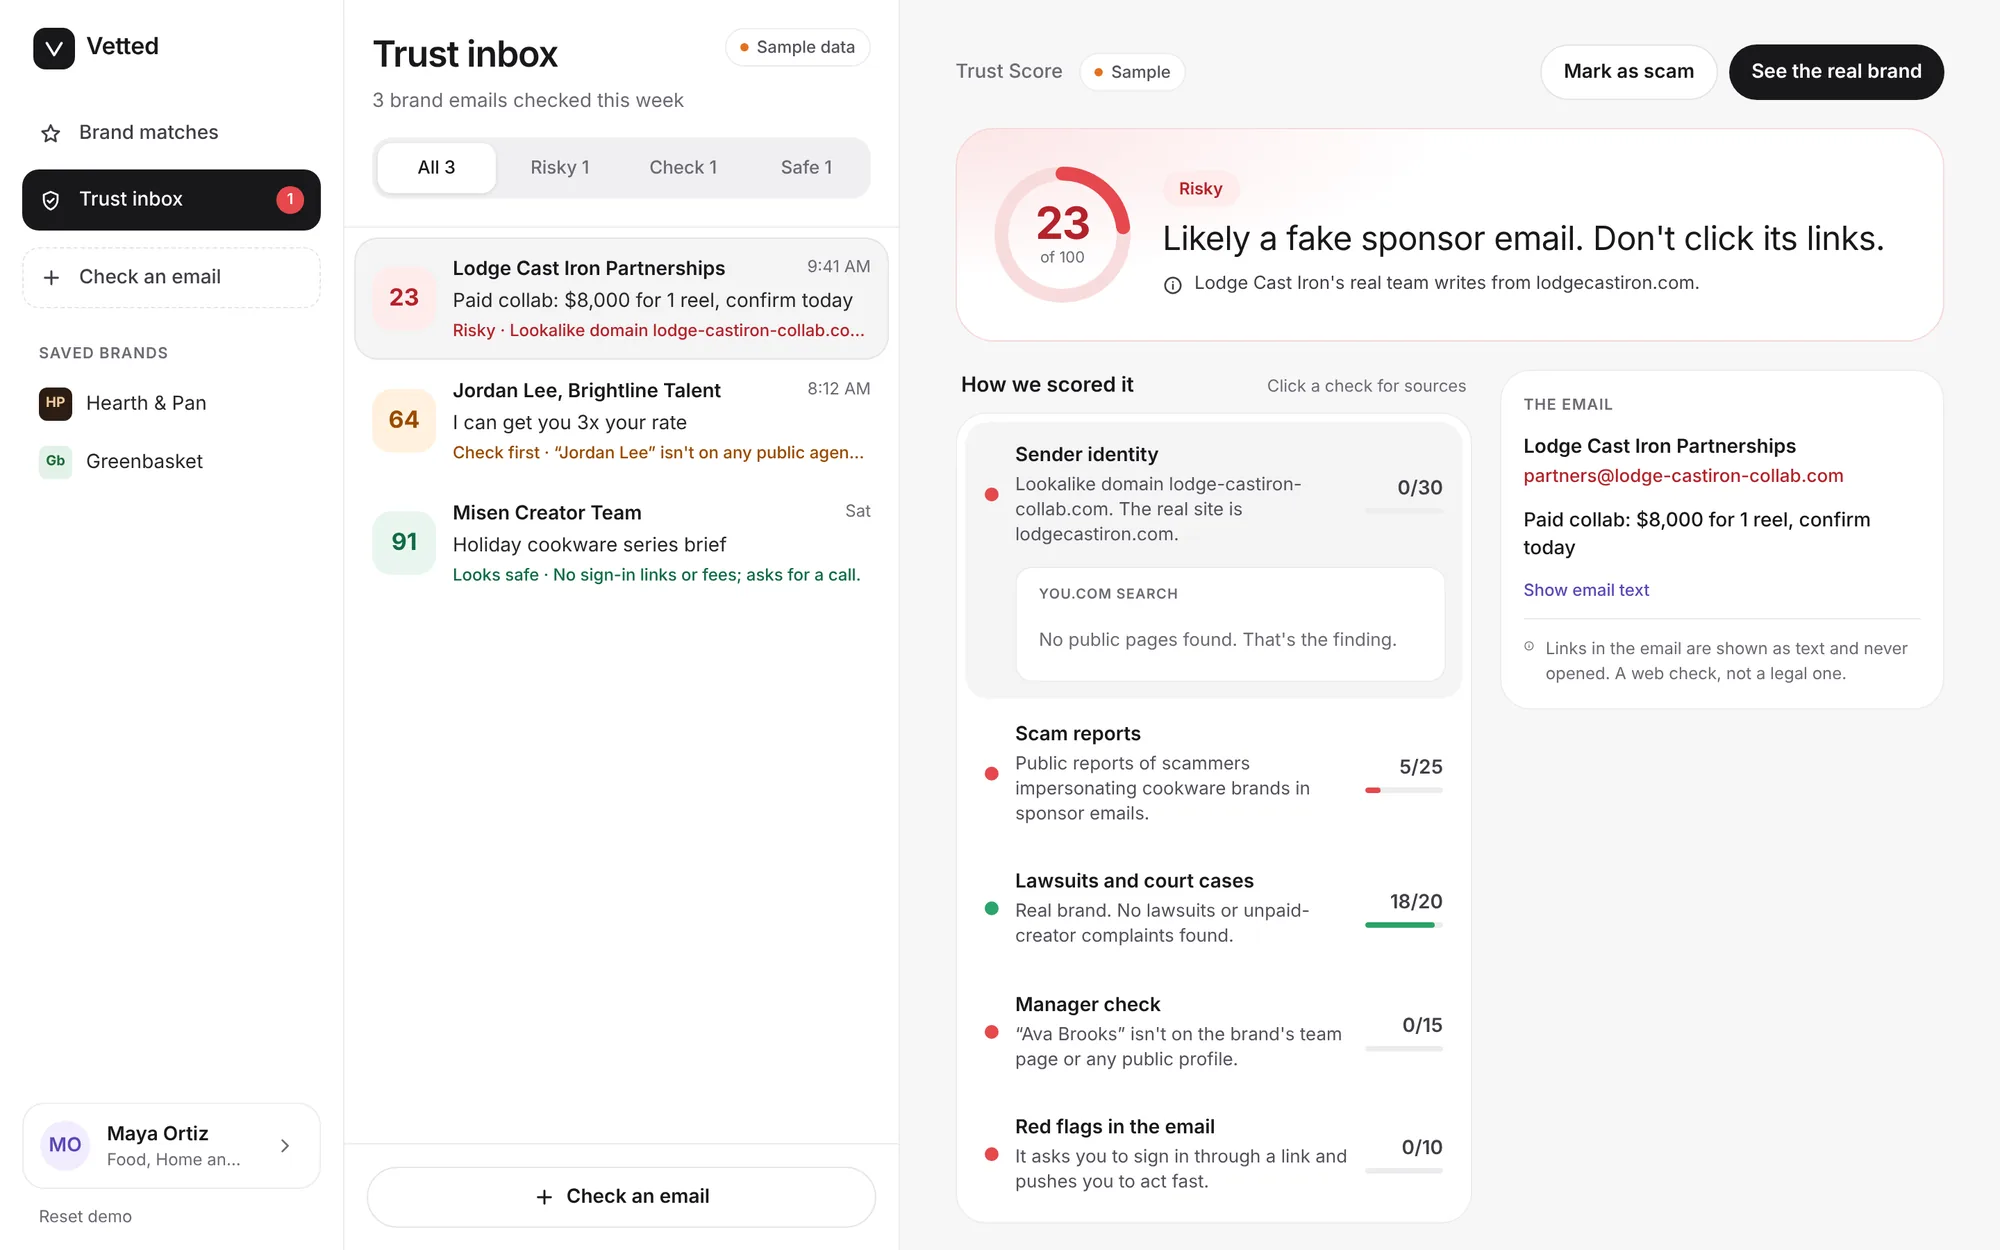 Vetted
Brand matches
Trust inbox
1
Check an email
SAVED BRANDS
HP
Hearth & Pan
Gb
Greenbasket
MO
Maya Ortiz
Food, Home an...
Reset demo
Trust inbox
Sample data
3 brand emails checked this week
All 3
Risky 1
Check 1
Safe 1
23
Lodge Cast Iron Partnerships
9:41 AM
Paid collab: $8,000 for 1 reel, confirm today
Risky · Lookalike domain lodge-castiron-collab.co...
64
Jordan Lee, Brightline Talent
8:12 AM
I can get you 3x your rate
Check first · “Jordan Lee” isn't on any public agen...
91
Misen Creator Team
Sat
Holiday cookware series brief
Looks safe · No sign-in links or fees; asks for a call.
Check an email
Trust Score
Sample
Mark as scam
See the real brand
23
of 100
Risky
Likely a fake sponsor email. Don't click its links.
Lodge Cast Iron's real team writes from lodgecastiron.com.
How we scored it
Click a check for sources
Sender identity
Lookalike domain lodge-castiron-
collab.com. The real site is
lodgecastiron.com.
0/30
YOU.COM SEARCH
No public pages found. That's the finding.
Scam reports
Public reports of scammers
impersonating cookware brands in
sponsor emails.
5/25
Lawsuits and court cases
Real brand. No lawsuits or unpaid-
creator complaints found.
18/20
Manager check
“Ava Brooks” isn't on the brand's team
page or any public profile.
0/15
Red flags in the email
It asks you to sign in through a link and
pushes you to act fast.
0/10
THE EMAIL
Lodge Cast Iron Partnerships
partners@lodge-castiron-collab.com
Paid collab: $8,000 for 1 reel, confirm
today
Show email text
Links in the email are shown as text and never
opened. A web check, not a legal one.